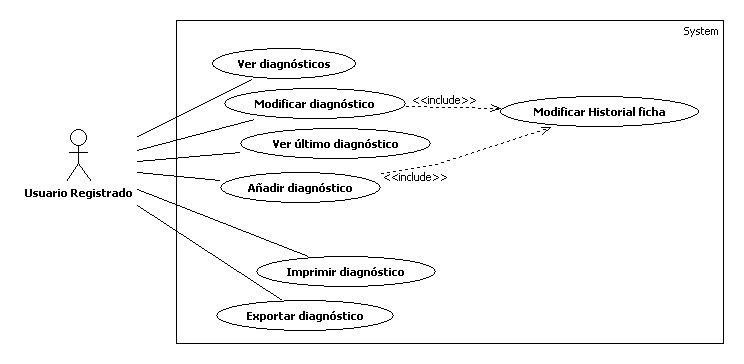 System
Ver diagnósticos
Modificar diagnóstico
<<include>>
Modificar Historial ficha
Ver último diagnóstico
Usuario Registrado
Añadir diagnóstico
<<include>>
Imprimir diagnóstico
Exportar diagnóstico